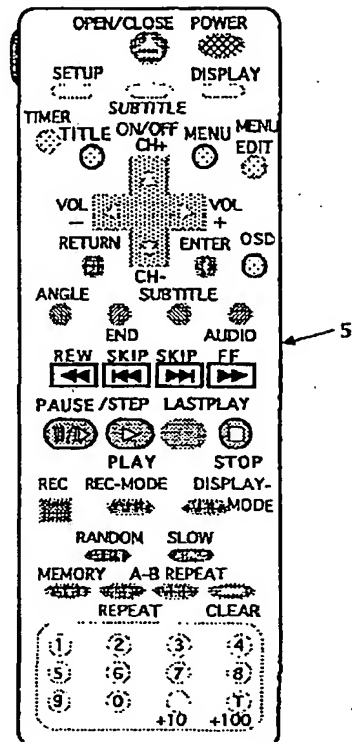 OPEN/CLOSE POWER
SETUP DISPLAY
SUBTITLE
TIMER TITLE ON/OFF MENU MENU
EDIT
CH+
VOL VOL
- +
RETURN ENTER OSD
CH-
ANGLE SUBTITLE
END AUDIO
REW SKIP SKIP FF
5
PAUSE/STEP LASTPLAY
PLAY STOP
REC REC-MODE DISPLAY-
MODE
RANDOM SLOW
MEMORY A-B REPEAT
REPEAT CLEAR
1 2 3 4
5 6 7 8
9 0
+10 +100